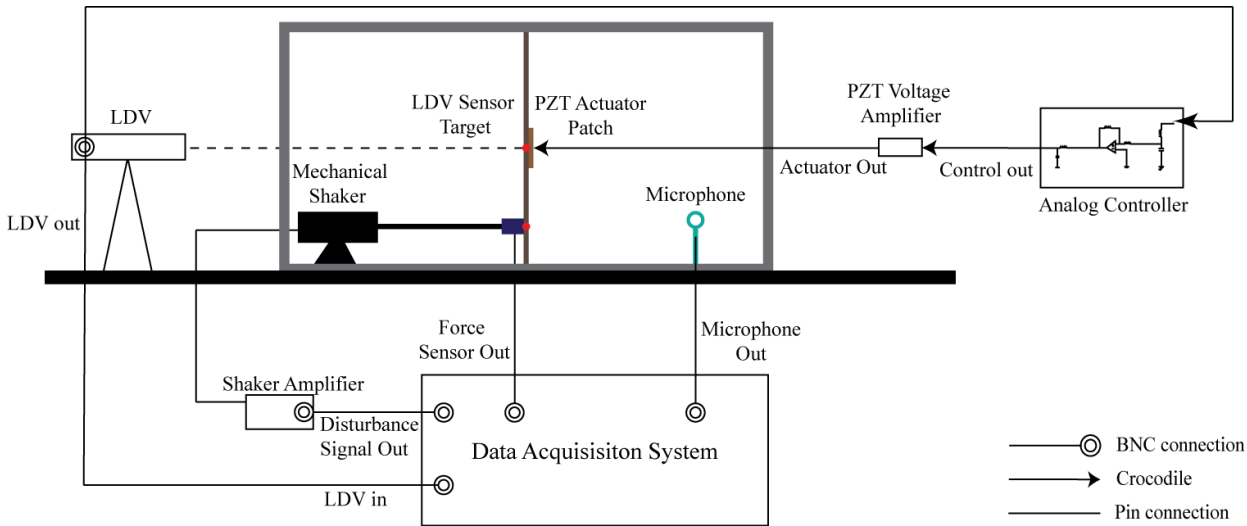 LDV
LDV out
LDV Sensor
Target
PZT Actuator
Patch
PZT Voltage
Amplifier
Actuator Out
Control out
Analog Controller
Mechanical
Shaker
Microphone
Force
Sensor Out
Microphone
Out
Shaker Amplifier
Disturbance
Signal Out
Data Acquisisiton System
LDV in
BNC connection
Crocodile
Pin connection